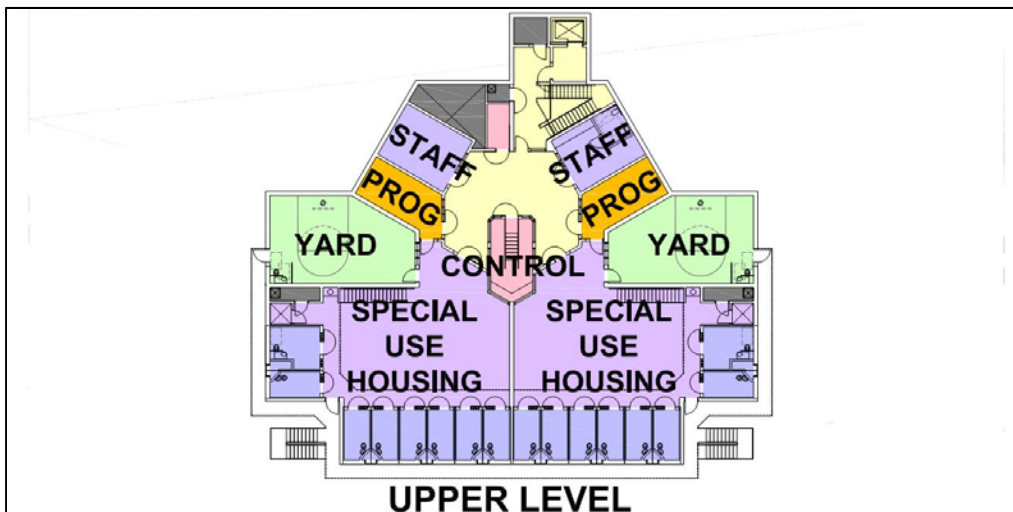 STAFF
STAFF
PROG
PROG
YARD
YARD
CONTROL
SPECIAL
USE
HOUSING
SPECIAL
USE
HOUSING
UPPER LEVEL